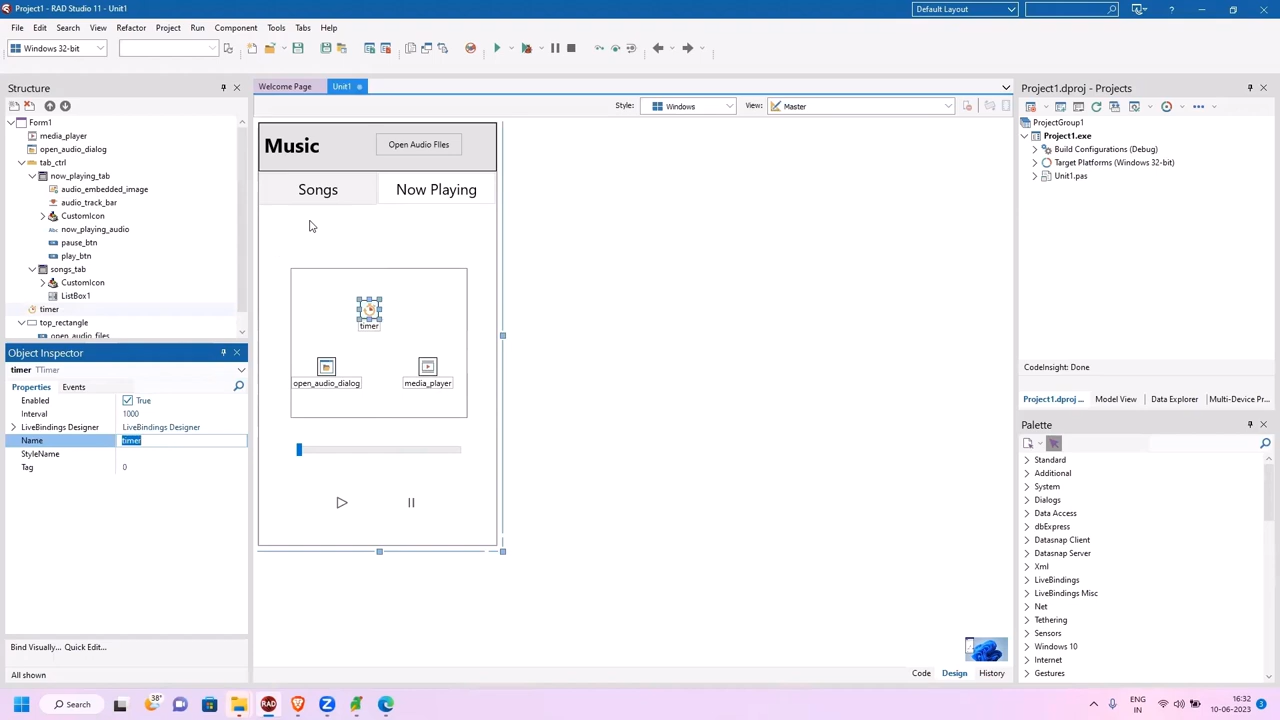 Project1 - RAD Studio 11 - Unit1
Default Layout
File Edit Search View Refactor Project Run Component Tools Tabs Help
Windows 32-bit
Structure
Form1
media_player
open_audio_dialog
tab_ctrl
now_playing_tab
audio_embedded_image
audio_track_bar
CustomIcon
now_playing_audio
pause_btn
play_btn
songs_tab
CustomIcon
ListBox1
timer
top_rectangle
open_audio_files
Object Inspector
timer TTimer
Properties Events
Enabled True
Interval 1000
LiveBindings Designer LiveBindings Designer
Name timer
StyleName
Tag 0
Bind Visually... Quick Edit...
All shown
Welcome Page Unit1
Style: Windows View: Master
Music Open Audio FIles
Songs Now Playing
timer
open_audio_dialog media_player
Code Design History
Project1.dproj - Projects
ProjectGroup1
Project1.exe
Build Configurations (Debug)
Target Platforms (Windows 32-bit)
Unit1.pas
CodeInsight: Done
Project1.dproj ... Model View Data Explorer Multi-Device Pr...
Palette
Standard
Additional
System
Dialogs
Data Access
dbExpress
Datasnap Client
Datasnap Server
Xml
LiveBindings
LiveBindings Misc
Net
Tethering
Sensors
Windows 10
Internet
Gestures
Search
38°
RAD
Z
ENG
IN
16:32
10-06-2023
3